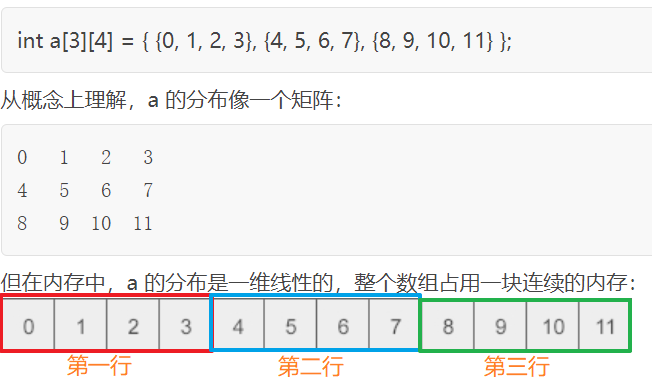 int a[3][4] = { {0, 1, 2, 3}, {4, 5, 6, 7}, {8, 9, 10, 11} };
从概念上理解，a 的分布像一个矩阵：
0 1 2 3
4 5 6 7
8 9 10 11
但在内存中，a 的分布是一维线性的，整个数组占用一块连续的内存：
0 1 2 3 4 5 6 7 8 9 10 11
第一行 第二行 第三行